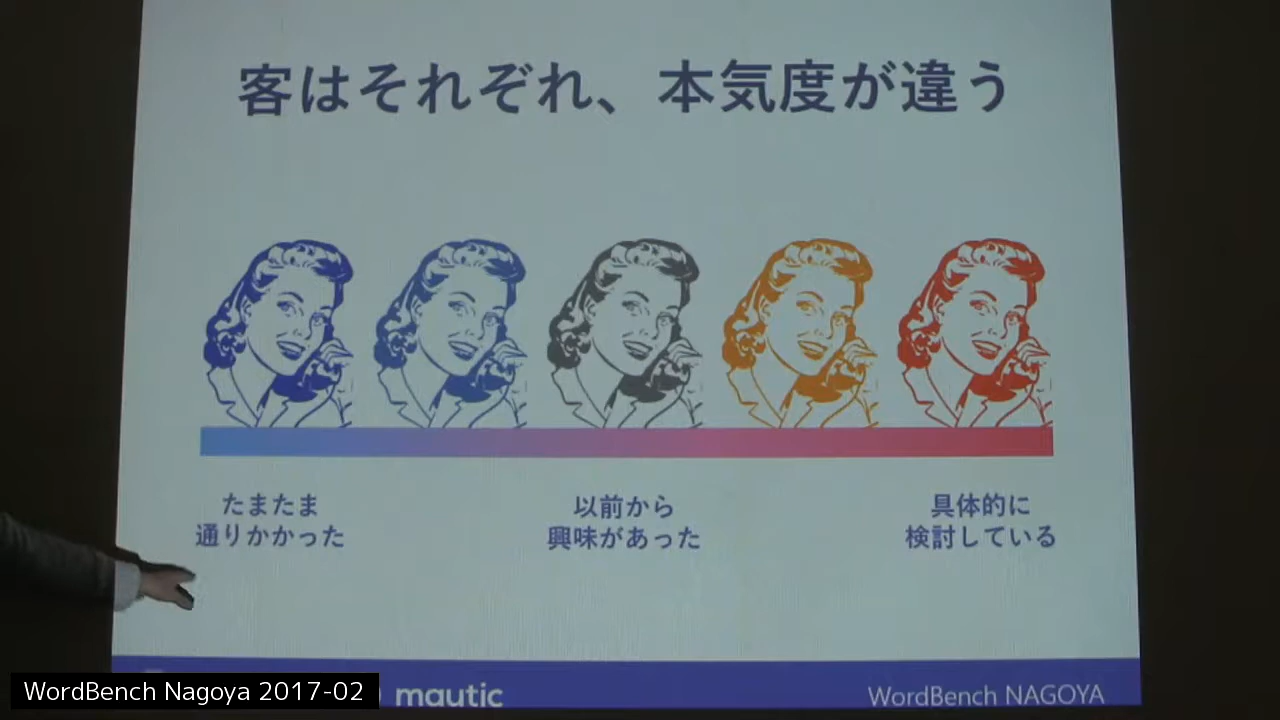 客はそれぞれ、本気度が違う
たまたま
通りかかった
以前から
興味があった
具体的に
検討している
WordBench Nagoya 2017-02
mautic
WordBench NAGOYA